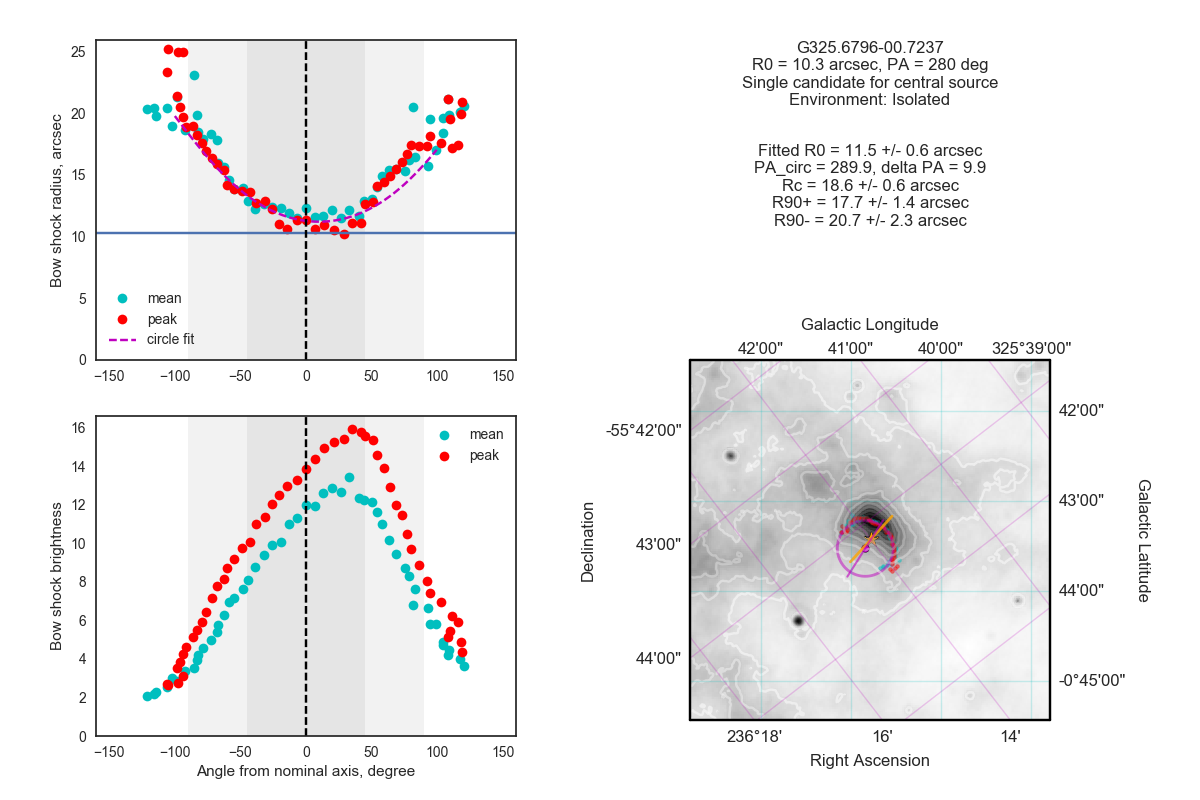 25
20
15
10
5
0
Bow shock radius, arcsec
mean
peak
circle fit
−150
−100
−50
0
50
100
150
16
14
12
10
8
6
4
2
0
Bow shock brightness
mean
peak
−150
−100
−50
0
50
100
150
Angle from nominal axis, degree
G325.6796-00.7237
R0 = 10.3 arcsec, PA = 280 deg
Single candidate for central source
Environment: Isolated
Fitted R0 = 11.5 +/- 0.6 arcsec
PA_circ = 289.9, delta PA = 9.9
Rc = 18.6 +/- 0.6 arcsec
R90+ = 17.7 +/- 1.4 arcsec
R90- = 20.7 +/- 2.3 arcsec
Galactic Longitude
42'00" 41'00" 40'00" 325°39'00"
-55°42'00"
43'00"
44'00"
Declination
42'00"
43'00"
44'00"
-0°45'00"
Galactic Latitude
236°18' 16' 14'
Right Ascension